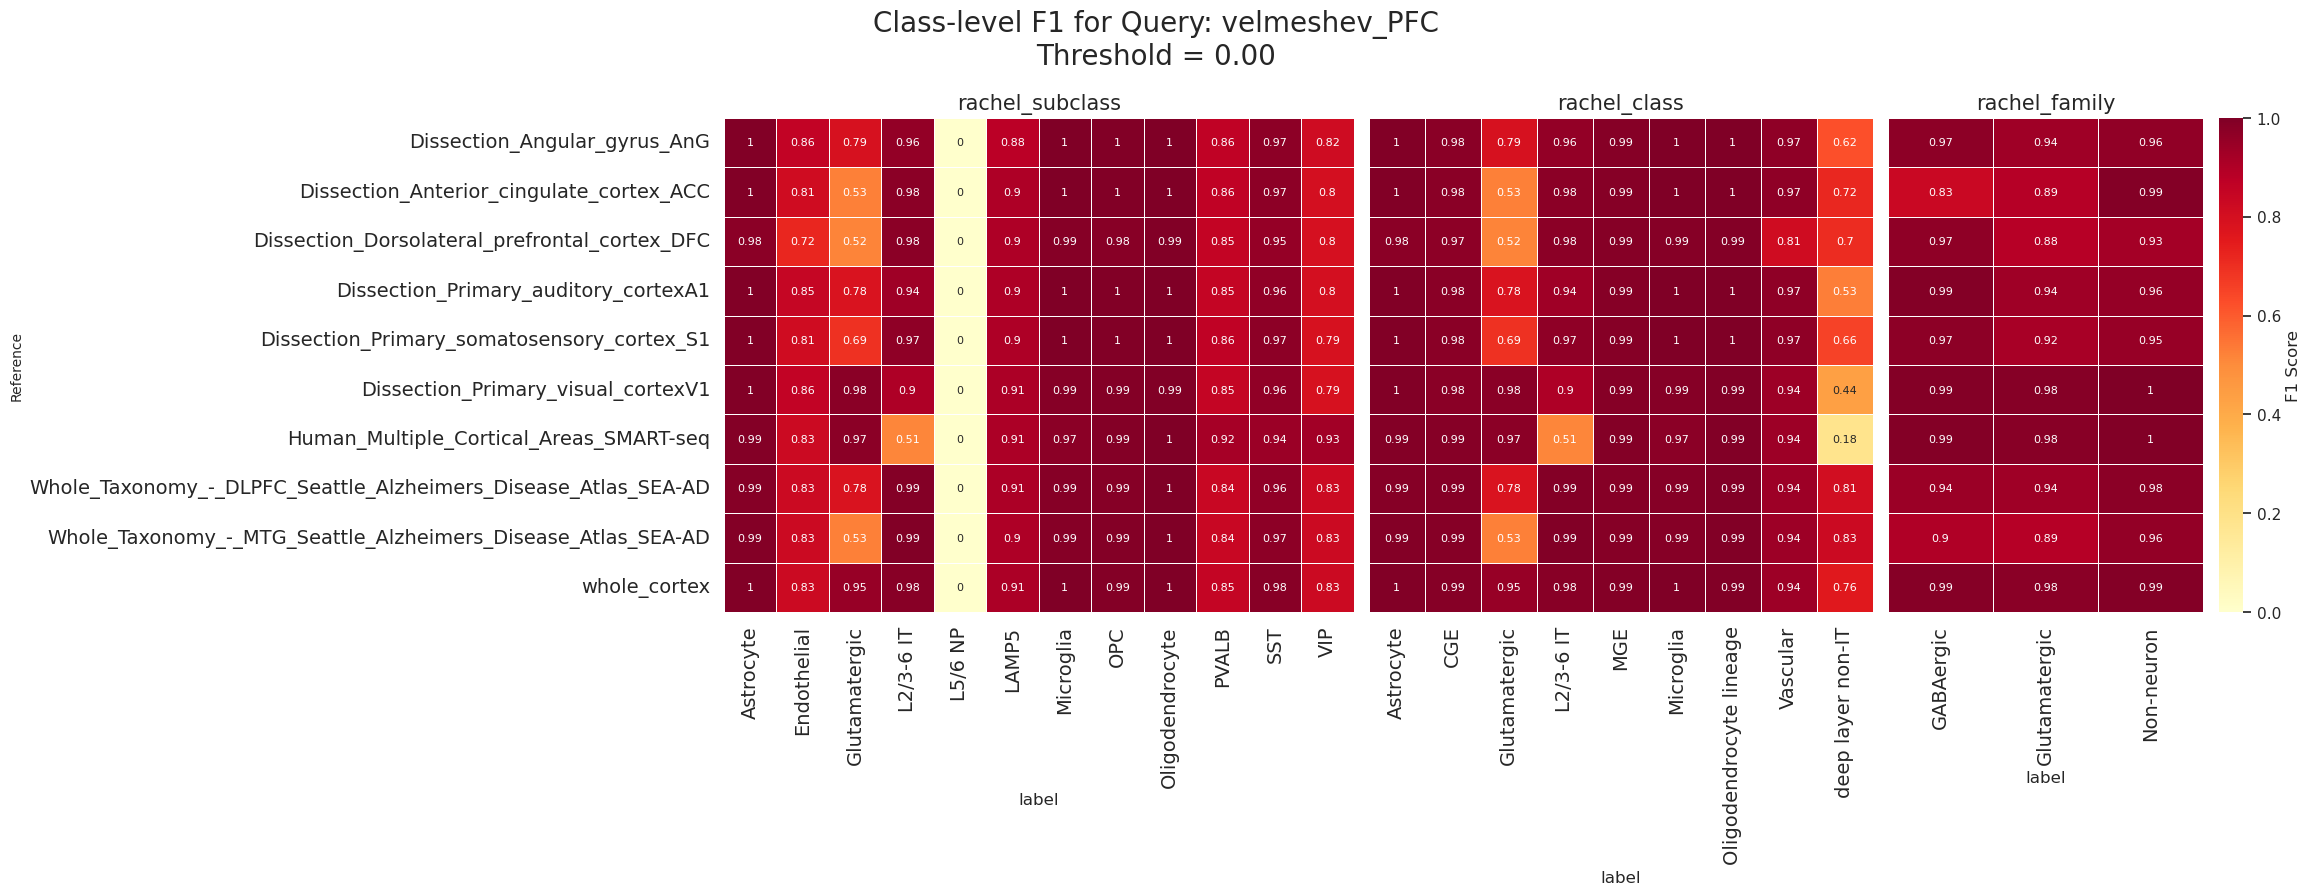 Class-level F1 for Query: velmeshev_PFC
Threshold = 0.00
rachel_subclass rachel_class rachel_family
Reference
Dissection_Angular_gyrus_AnG 1 0.86 0.79 0.96 0 0.88 1 1 1 0.86 0.97 0.82 1 0.98 0.79 0.96 0.99 1 1 0.97 0.62 0.97 0.94 0.96
Dissection_Anterior_cingulate_cortex_ACC 1 0.81 0.53 0.98 0 0.9 1 1 1 0.86 0.97 0.8 1 0.98 0.53 0.98 0.99 1 1 0.97 0.72 0.83 0.89 0.99
Dissection_Dorsolateral_prefrontal_cortex_DFC 0.98 0.72 0.52 0.98 0 0.9 0.99 0.98 0.99 0.85 0.95 0.8 0.98 0.97 0.52 0.98 0.99 0.99 0.99 0.81 0.7 0.97 0.88 0.93
Dissection_Primary_auditory_cortexA1 1 0.85 0.78 0.94 0 0.9 1 1 1 0.85 0.96 0.8 1 0.98 0.78 0.94 0.99 1 1 0.97 0.53 0.99 0.94 0.96
Dissection_Primary_somatosensory_cortex_S1 1 0.81 0.69 0.97 0 0.9 1 1 1 0.86 0.97 0.79 1 0.98 0.69 0.97 0.99 1 1 0.97 0.66 0.97 0.92 0.95
Dissection_Primary_visual_cortexV1 1 0.86 0.98 0.9 0 0.91 0.99 0.99 0.99 0.85 0.96 0.79 1 0.98 0.98 0.9 0.99 0.99 0.99 0.94 0.44 0.99 0.98 1
Human_Multiple_Cortical_Areas_SMART-seq 0.99 0.83 0.97 0.51 0 0.91 0.97 0.99 1 0.92 0.94 0.93 0.99 0.99 0.97 0.51 0.99 0.97 0.99 0.94 0.18 0.99 0.98 1
Whole_Taxonomy_-_DLPFC_Seattle_Alzheimers_Disease_Atlas_SEA-AD 0.99 0.83 0.78 0.99 0 0.91 0.99 0.99 1 0.84 0.96 0.83 0.99 0.99 0.78 0.99 0.99 0.99 0.99 0.94 0.81 0.94 0.94 0.98
Whole_Taxonomy_-_MTG_Seattle_Alzheimers_Disease_Atlas_SEA-AD 0.99 0.83 0.53 0.99 0 0.9 0.99 0.99 1 0.84 0.97 0.83 0.99 0.99 0.53 0.99 0.99 0.99 0.99 0.94 0.83 0.9 0.89 0.96
whole_cortex 1 0.83 0.95 0.98 0 0.91 1 0.99 1 0.85 0.98 0.83 1 0.99 0.95 0.98 0.99 1 0.99 0.94 0.76 0.99 0.98 0.99
Astrocyte
Endothelial
Glutamatergic
L2/3-6 IT
L5/6 NP
LAMP5
Microglia
OPC
Oligodendrocyte
PVALB
SST
VIP
label
Astrocyte
CGE
Glutamatergic
L2/3-6 IT
MGE
Microglia
Oligodendrocyte lineage
Vascular
deep layer non-IT
label
GABAergic
Glutamatergic
Non-neuron
label
1.0
0.8
0.6
0.4
0.2
0.0
F1 Score